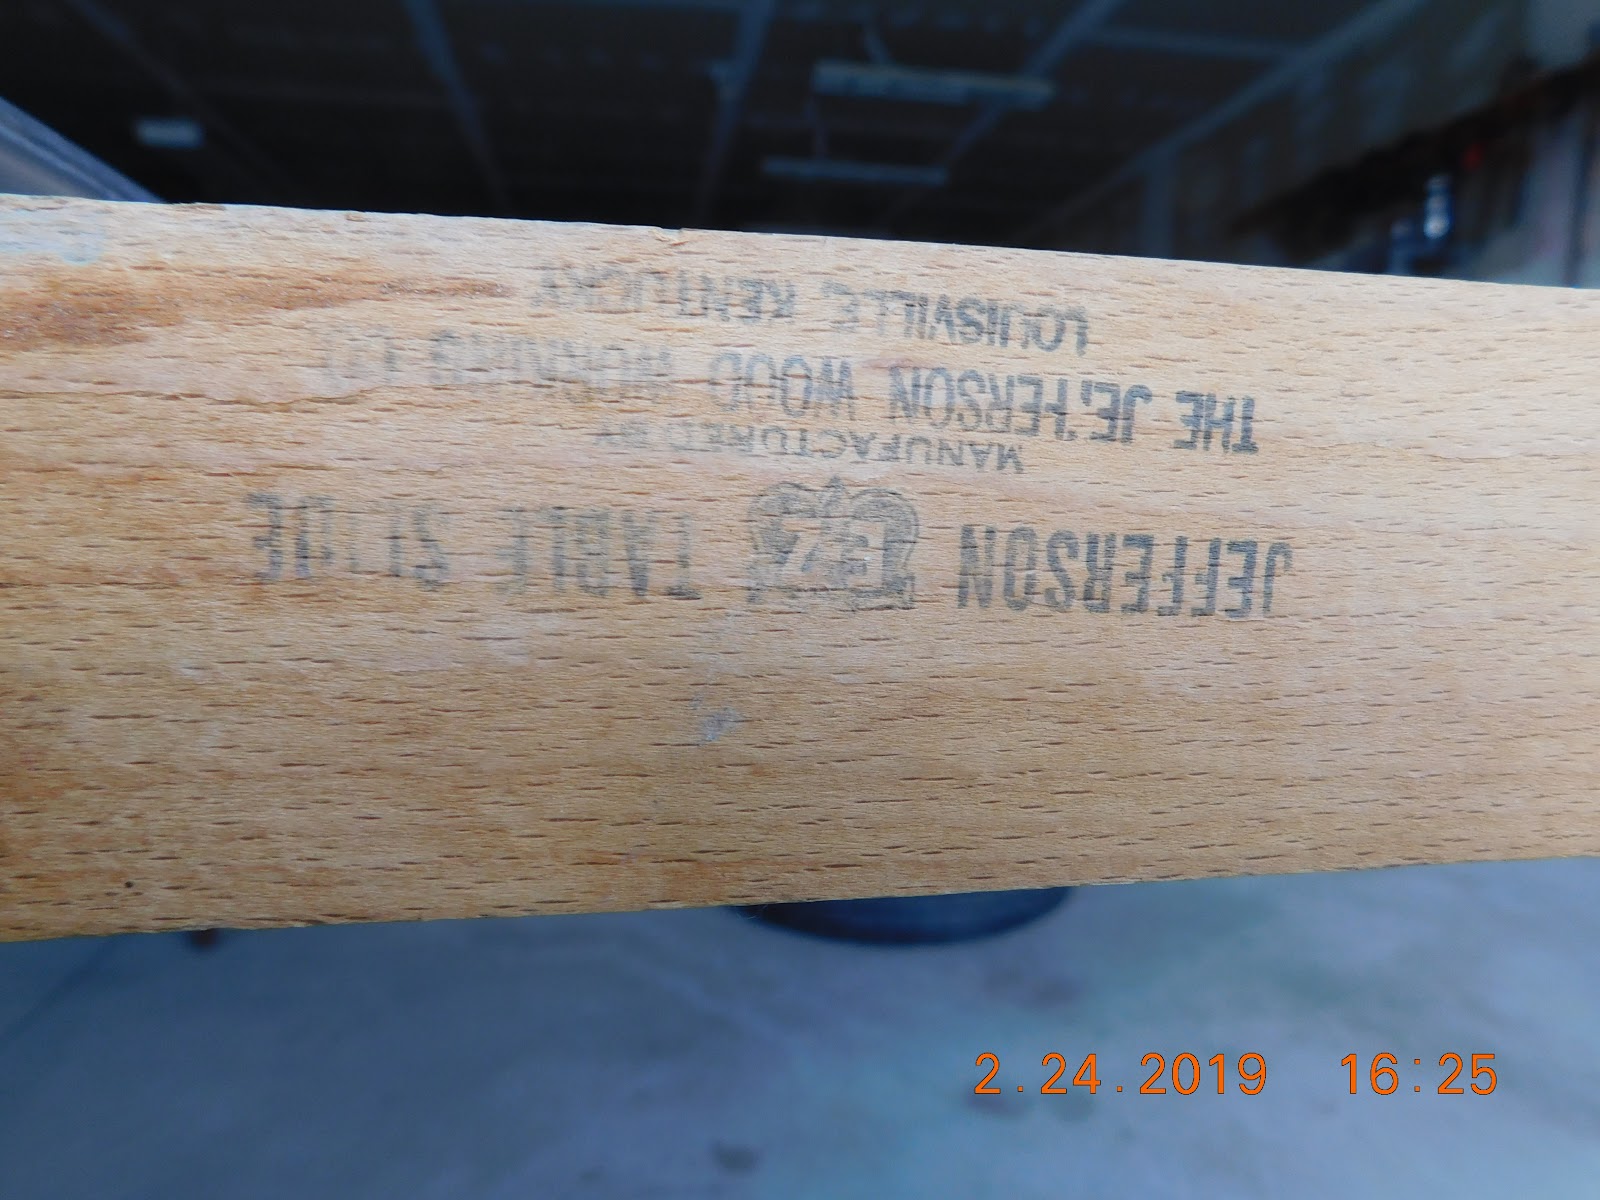 JEFFERSON TABLE SLIDE
MANUFACTURED BY
THE JEFFERSON WOOD WORKING CO
LOUISVILLE, KENTUCKY
2.24.2019 16:25